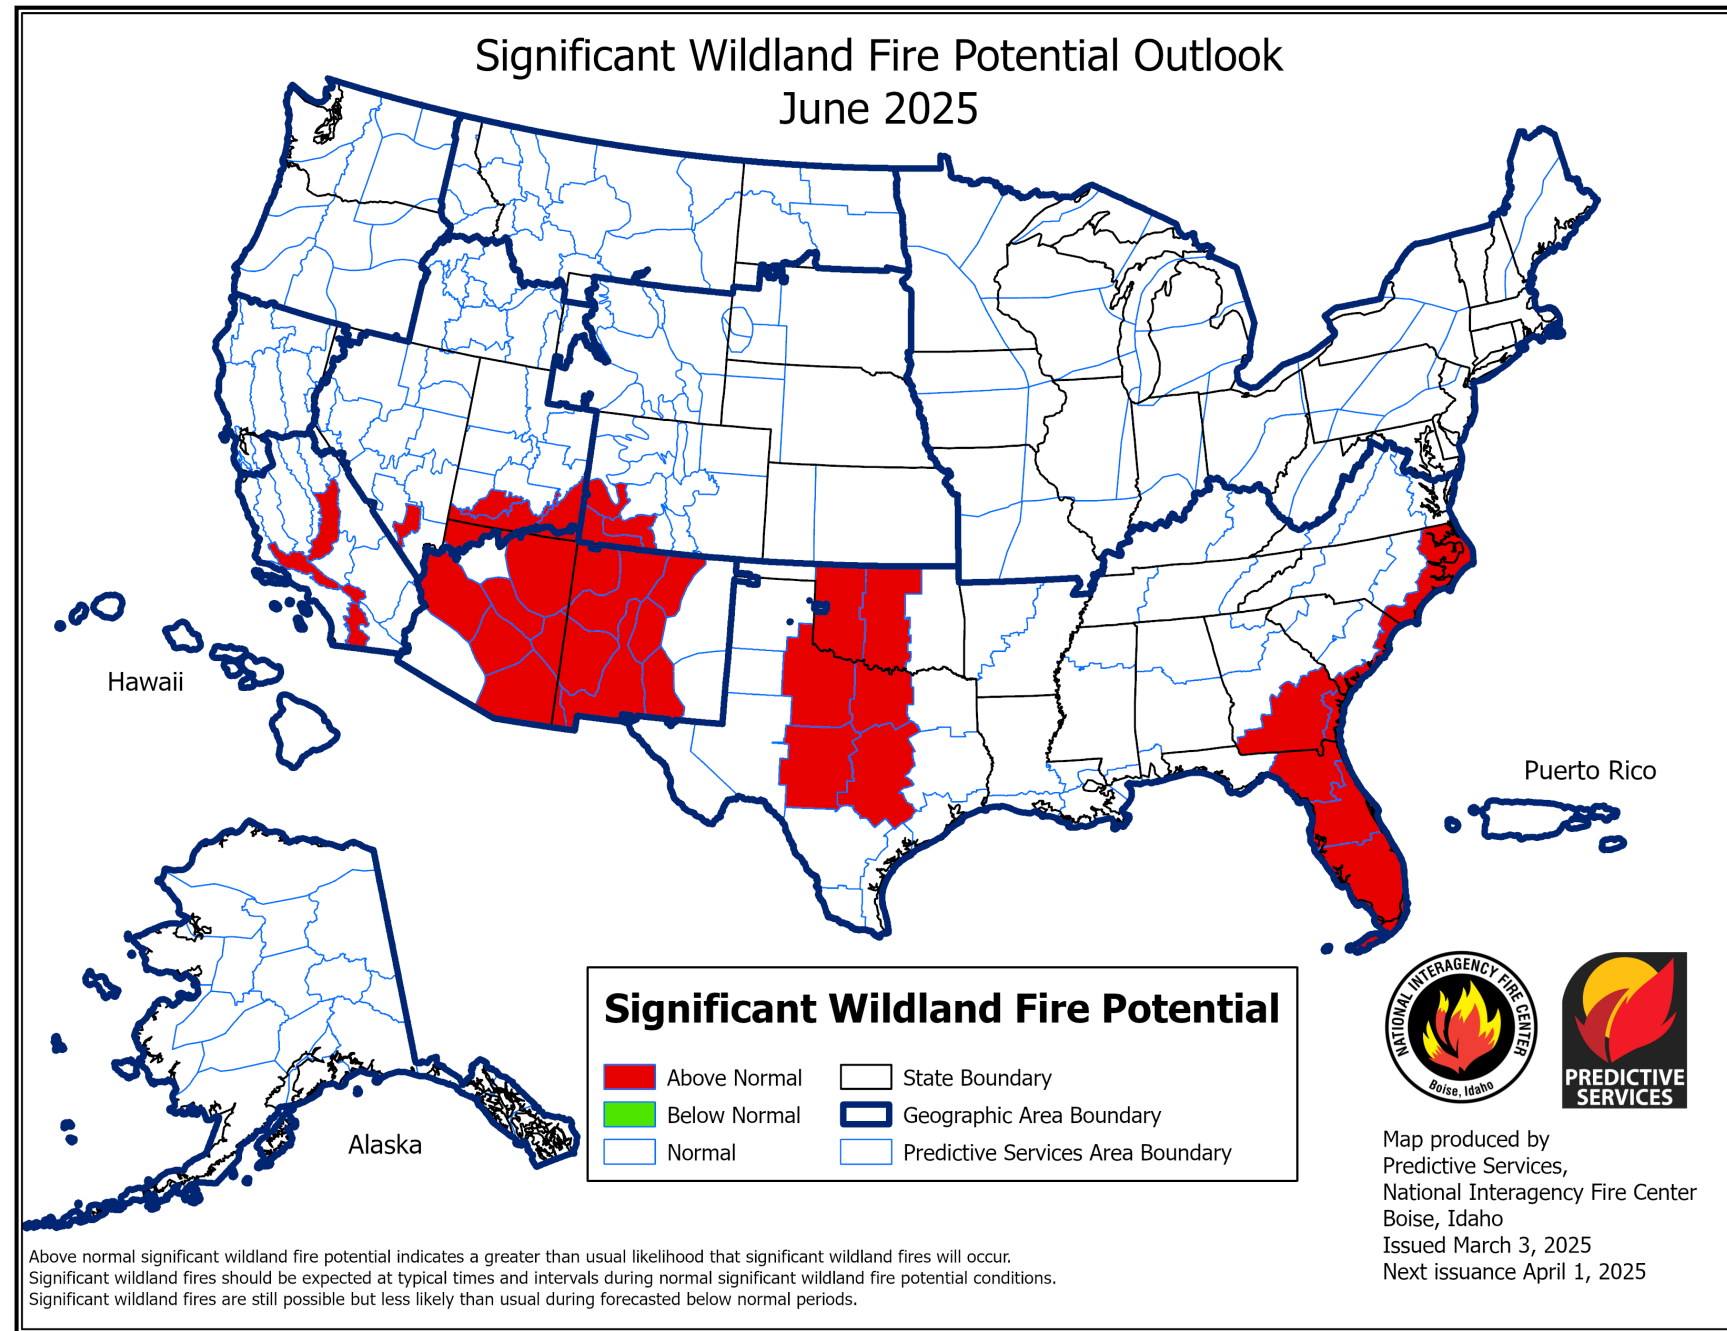 Significant Wildland Fire Potential Outlook
June 2025
Hawaii
Puerto Rico
Alaska
Significant Wildland Fire Potential
Above Normal
State Boundary
Below Normal
Geographic Area Boundary
Normal
Predictive Services Area Boundary
NATIONAL INTERAGENCY FIRE CENTER
Boise, Idaho
PREDICTIVE
SERVICES
Map produced by
Predictive Services,
National Interagency Fire Center
Boise, Idaho
Issued March 3, 2025
Next issuance April 1, 2025
Above normal significant wildland fire potential indicates a greater than usual likelihood that significant wildland fires will occur.
Significant wildland fires should be expected at typical times and intervals during normal significant wildland fire potential conditions.
Significant wildland fires are still possible but less likely than usual during forecasted below normal periods.